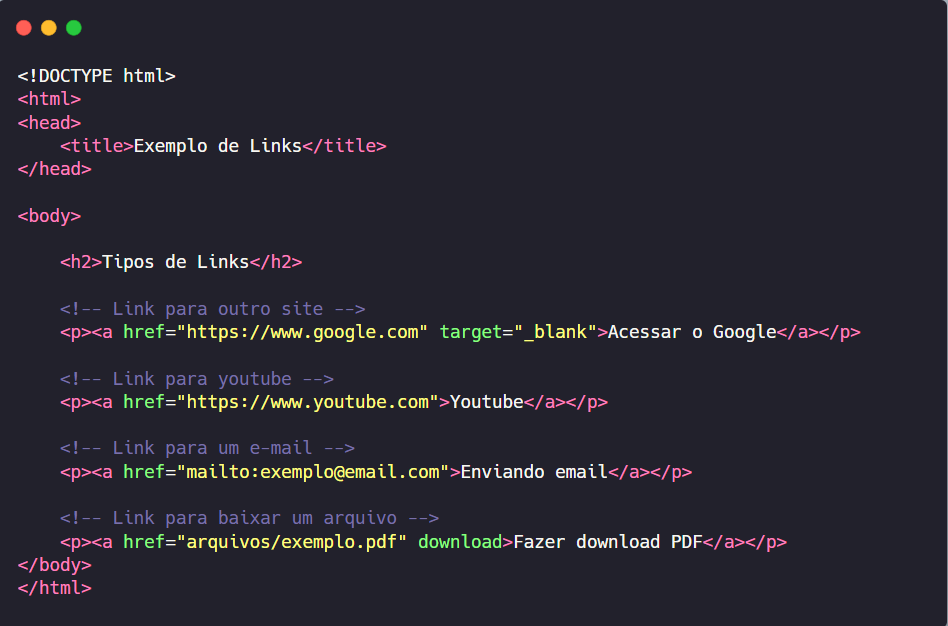 <!DOCTYPE html>
<html>
<head>
    <title>Exemplo de Links</title>
</head>

<body>

    <h2>Tipos de Links</h2>

    <!-- Link para outro site -->
    <p><a href="https://www.google.com" target="_blank">Acessar o Google</a></p>

    <!-- Link para youtube -->
    <p><a href="https://www.youtube.com">Youtube</a></p>

    <!-- Link para um e-mail -->
    <p><a href="mailto:exemplo@email.com">Enviando email</a></p>

    <!-- Link para baixar um arquivo -->
    <p><a href="arquivos/exemplo.pdf" download>Fazer download PDF</a></p>
</body>
</html>